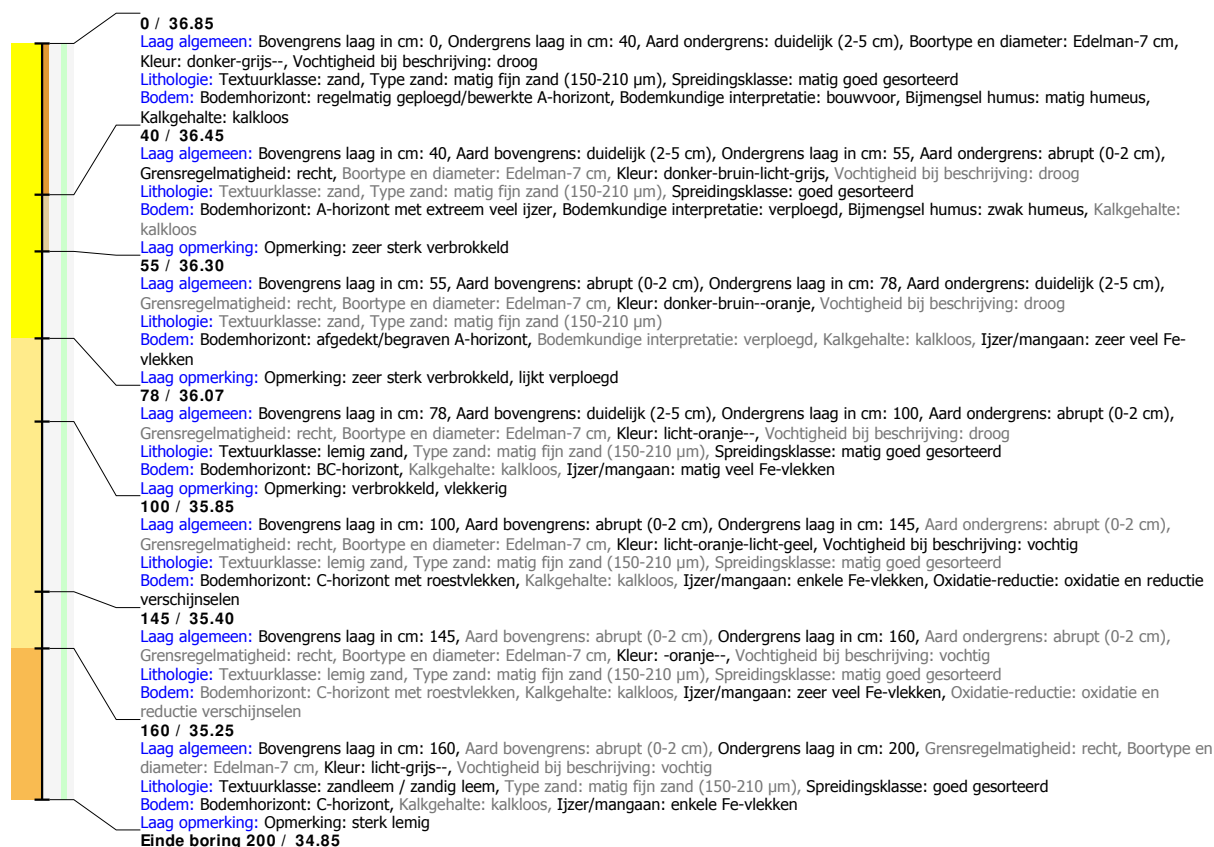 0 / 36.85
Laag algemeen: Bovengrens laag in cm: 0, Ondergrens laag in cm: 40, Aard ondergrens: duidelijk (2-5 cm), Boortype en diameter: Edelman-7 cm,
Kleur: donker-grijs--, Vochtigheid bij beschrijving: droog
Lithologie: Textuurklasse: zand, Type zand: matig fijn zand (150-210 µm), Spreidingsklasse: matig goed gesorteerd
Bodem: Bodemhorizont: regelmatig geploegd/bewerkte A-horizont, Bodemkundige interpretatie: bouwvoor, Bijmengsel humus: matig humeus,
Kalkgehalte: kalkloos
40 / 36.45
Laag algemeen: Bovengrens laag in cm: 40, Aard bovengrens: duidelijk (2-5 cm), Ondergrens laag in cm: 55, Aard ondergrens: abrupt (0-2 cm),
Grensregelmatigheid: recht, Boortype en diameter: Edelman-7 cm, Kleur: donker-bruin-licht-grijs, Vochtigheid bij beschrijving: droog
Lithologie: Textuurklasse: zand, Type zand: matig fijn zand (150-210 µm), Spreidingsklasse: goed gesorteerd
Bodem: Bodemhorizont: A-horizont met extreem veel ijzer, Bodemkundige interpretatie: verploegd, Bijmengsel humus: zwak humeus, Kalkgehalte:
kalkloos
Laag opmerking: Opmerking: zeer sterk verbrokkeld
55 / 36.30
Laag algemeen: Bovengrens laag in cm: 55, Aard bovengrens: abrupt (0-2 cm), Ondergrens laag in cm: 78, Aard ondergrens: duidelijk (2-5 cm),
Grensregelmatigheid: recht, Boortype en diameter: Edelman-7 cm, Kleur: donker-bruin--oranje, Vochtigheid bij beschrijving: droog
Lithologie: Textuurklasse: zand, Type zand: matig fijn zand (150-210 µm)
Bodem: Bodemhorizont: afgedekt/begraven A-horizont, Bodemkundige interpretatie: verploegd, Kalkgehalte: kalkloos, Ijzer/mangaan: zeer veel Fe-
vlekken
Laag opmerking: Opmerking: zeer sterk verbrokkeld, lijkt verploegd
78 / 36.07
Laag algemeen: Bovengrens laag in cm: 78, Aard bovengrens: duidelijk (2-5 cm), Ondergrens laag in cm: 100, Aard ondergrens: abrupt (0-2 cm),
Grensregelmatigheid: recht, Boortype en diameter: Edelman-7 cm, Kleur: licht-oranje--, Vochtigheid bij beschrijving: droog
Lithologie: Textuurklasse: lemig zand, Type zand: matig fijn zand (150-210 µm), Spreidingsklasse: matig goed gesorteerd
Bodem: Bodemhorizont: BC-horizont, Kalkgehalte: kalkloos, Ijzer/mangaan: matig veel Fe-vlekken
Laag opmerking: Opmerking: verbrokkeld, vlekkerig
100 / 35.85
Laag algemeen: Bovengrens laag in cm: 100, Aard bovengrens: abrupt (0-2 cm), Ondergrens laag in cm: 145, Aard ondergrens: abrupt (0-2 cm),
Grensregelmatigheid: recht, Boortype en diameter: Edelman-7 cm, Kleur: licht-oranje-licht-geel, Vochtigheid bij beschrijving: vochtig
Lithologie: Textuurklasse: lemig zand, Type zand: matig fijn zand (150-210 µm), Spreidingsklasse: matig goed gesorteerd
Bodem: Bodemhorizont: C-horizont met roestvlekken, Kalkgehalte: kalkloos, Ijzer/mangaan: enkele Fe-vlekken, Oxidatie-reductie: oxidatie en reductie
verschijnselen
145 / 35.40
Laag algemeen: Bovengrens laag in cm: 145, Aard bovengrens: abrupt (0-2 cm), Ondergrens laag in cm: 160, Aard ondergrens: abrupt (0-2 cm),
Grensregelmatigheid: recht, Boortype en diameter: Edelman-7 cm, Kleur: -oranje--, Vochtigheid bij beschrijving: vochtig
Lithologie: Textuurklasse: lemig zand, Type zand: matig fijn zand (150-210 µm), Spreidingsklasse: matig goed gesorteerd
Bodem: Bodemhorizont: C-horizont met roestvlekken, Kalkgehalte: kalkloos, Ijzer/mangaan: zeer veel Fe-vlekken, Oxidatie-reductie: oxidatie en
reductie verschijnselen
160 / 35.25
Laag algemeen: Bovengrens laag in cm: 160, Aard bovengrens: abrupt (0-2 cm), Ondergrens laag in cm: 200, Grensregelmatigheid: recht, Boortype en
diameter: Edelman-7 cm, Kleur: licht-grijs--, Vochtigheid bij beschrijving: vochtig
Lithologie: Textuurklasse: zandleem / zandig leem, Type zand: matig fijn zand (150-210 µm), Spreidingsklasse: goed gesorteerd
Bodem: Bodemhorizont: C-horizont, Kalkgehalte: kalkloos, Ijzer/mangaan: enkele Fe-vlekken
Laag opmerking: Opmerking: sterk lemig
Einde boring 200 / 34.85